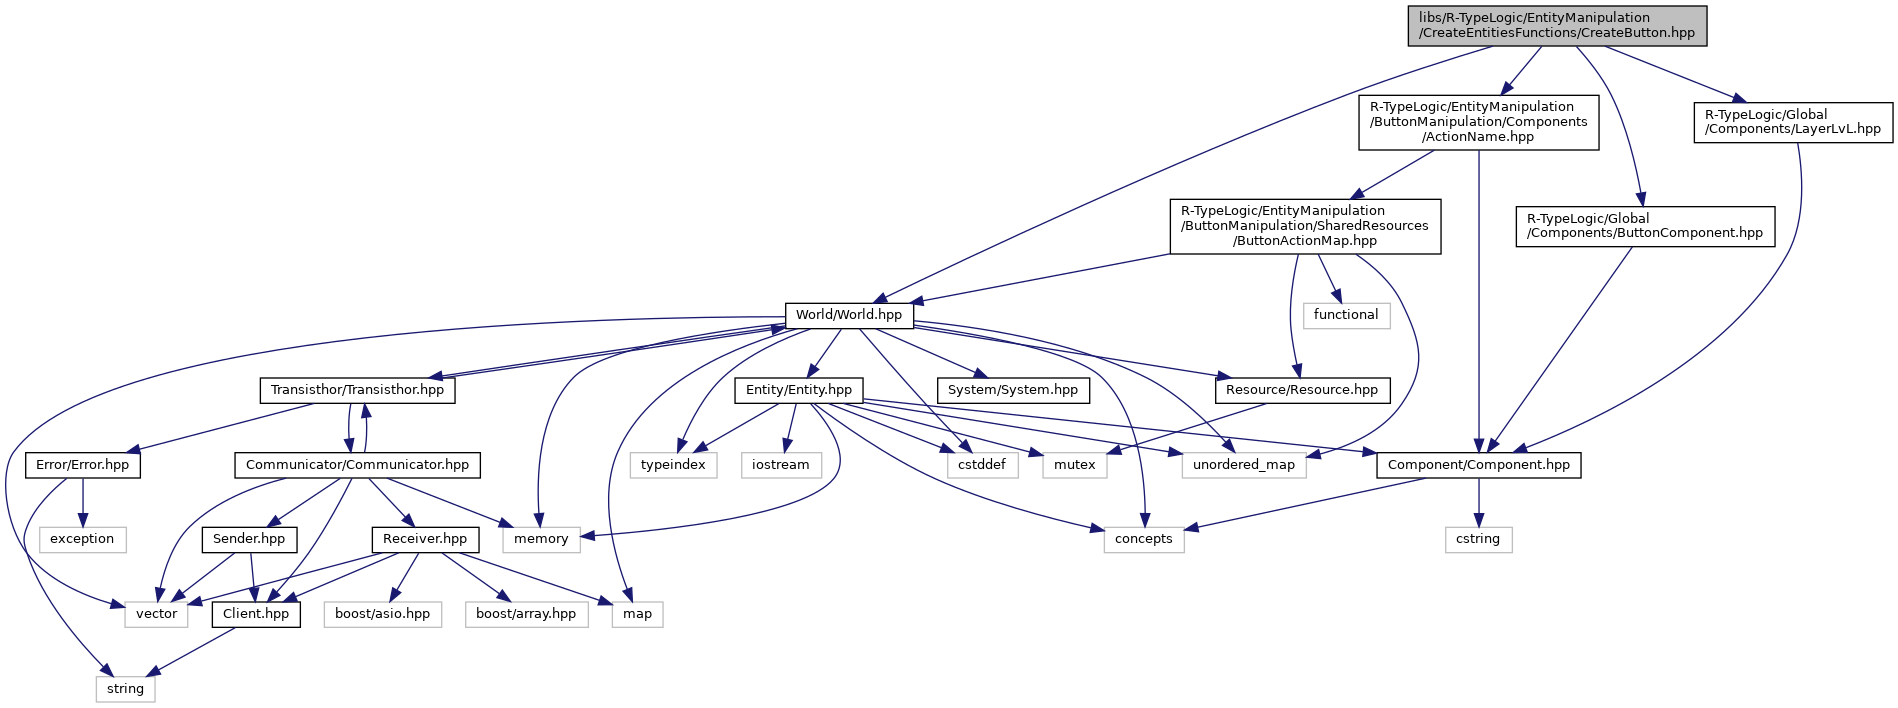 libs/R-TypeLogic/EntityManipulation
/CreateEntitiesFunctions/CreateButton.hpp
R-TypeLogic/EntityManipulation
/ButtonManipulation/Components
/ActionName.hpp
R-TypeLogic/Global
/Components/LayerLvL.hpp
R-TypeLogic/EntityManipulation
/ButtonManipulation/SharedResources
/ButtonActionMap.hpp
R-TypeLogic/Global
/Components/ButtonComponent.hpp
World/World.hpp
functional
Transisthor/Transisthor.hpp
Entity/Entity.hpp
System/System.hpp
Resource/Resource.hpp
Error/Error.hpp
Communicator/Communicator.hpp
typeindex
iostream
cstddef
mutex
unordered_map
Component/Component.hpp
exception
Sender.hpp
Receiver.hpp
memory
concepts
cstring
vector
Client.hpp
boost/asio.hpp
boost/array.hpp
map
string